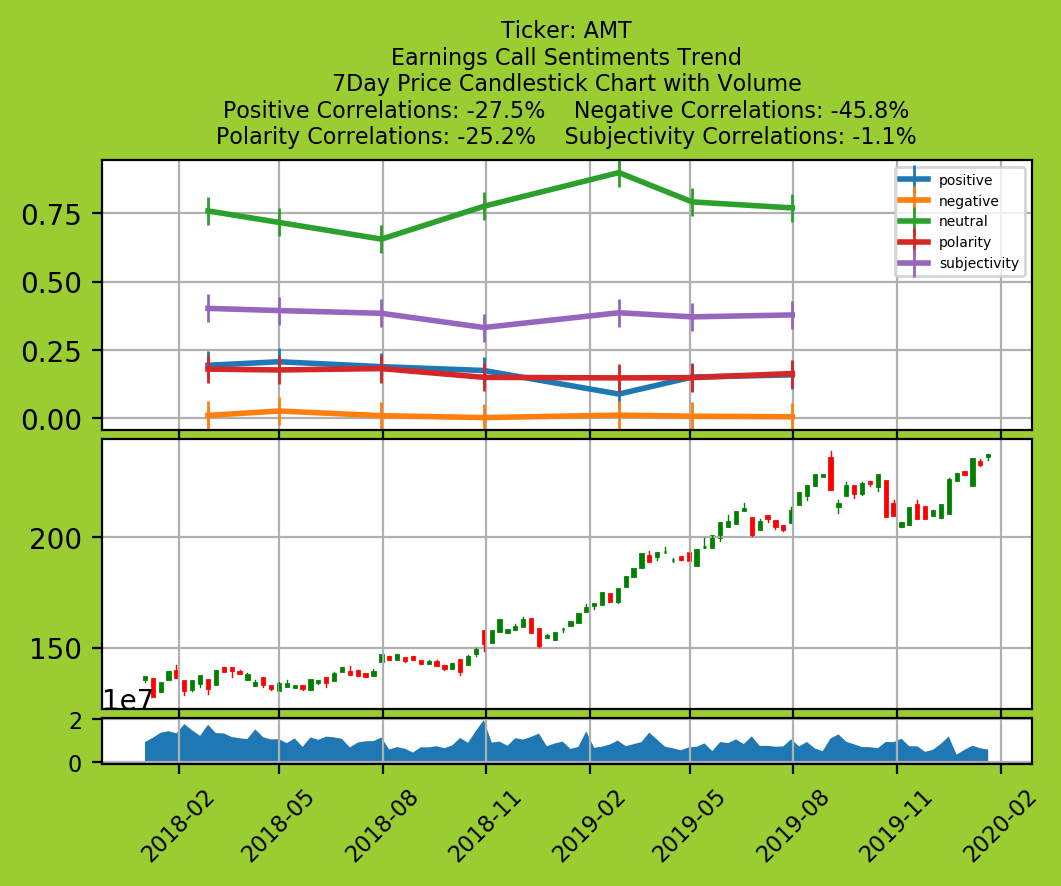 Ticker: AMT
Earnings Call Sentiments Trend
7Day Price Candlestick Chart with Volume
Positive Correlations: -27.5%    Negative Correlations: -45.8%
Polarity Correlations: -25.2%    Subjectivity Correlations: -1.1%
positive
negative
neutral
polarity
subjectivity
0.75
0.50
0.25
0.00
200
150
1e7
2
0
2018-02
2018-05
2018-08
2018-11
2019-02
2019-05
2019-08
2019-11
2020-02